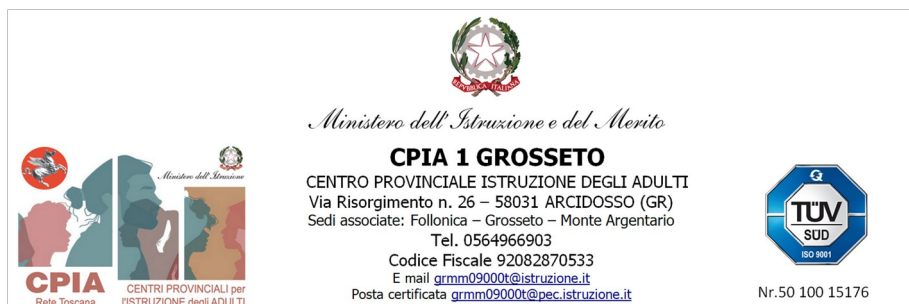 REPVBBLICA ITALIANA
Ministero dell'Istruzione e del Merito
CPIA 1 GROSSETO
CENTRO PROVINCIALE ISTRUZIONE DEGLI ADULTI
Via Risorgimento n. 26 – 58031 ARCIDOSSO (GR)
Sedi associate: Follonica – Grosseto – Monte Argentario
Tel. 0564966903
Codice Fiscale 92082870533
E mail grmm09000t@istruzione.it
Posta certificata grmm09000t@pec.istruzione.it
Ministero dell'Istruzione
CPIA
Rete Toscana
CENTRI PROVINCIALI per
l'ISTRUZIONE degli ADULTI
Q
TÜV
SÜD
ISO 9001
Nr.50 100 15176